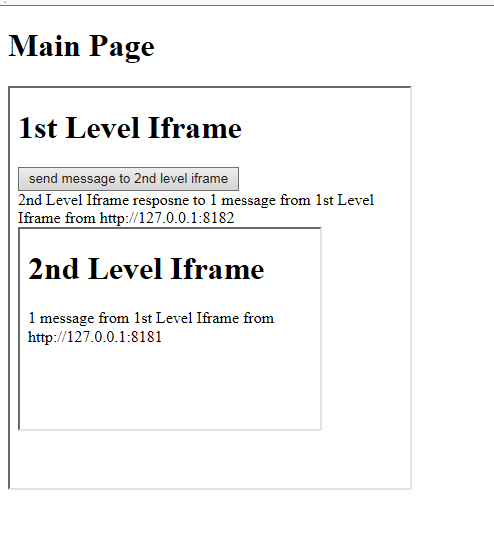 Main Page
1st Level Iframe
send message to 2nd level iframe
2nd Level Iframe resposne to 1 message from 1st Level
Iframe from http://127.0.0.1:8182
2nd Level Iframe
1 message from 1st Level Iframe from
http://127.0.0.1:8181